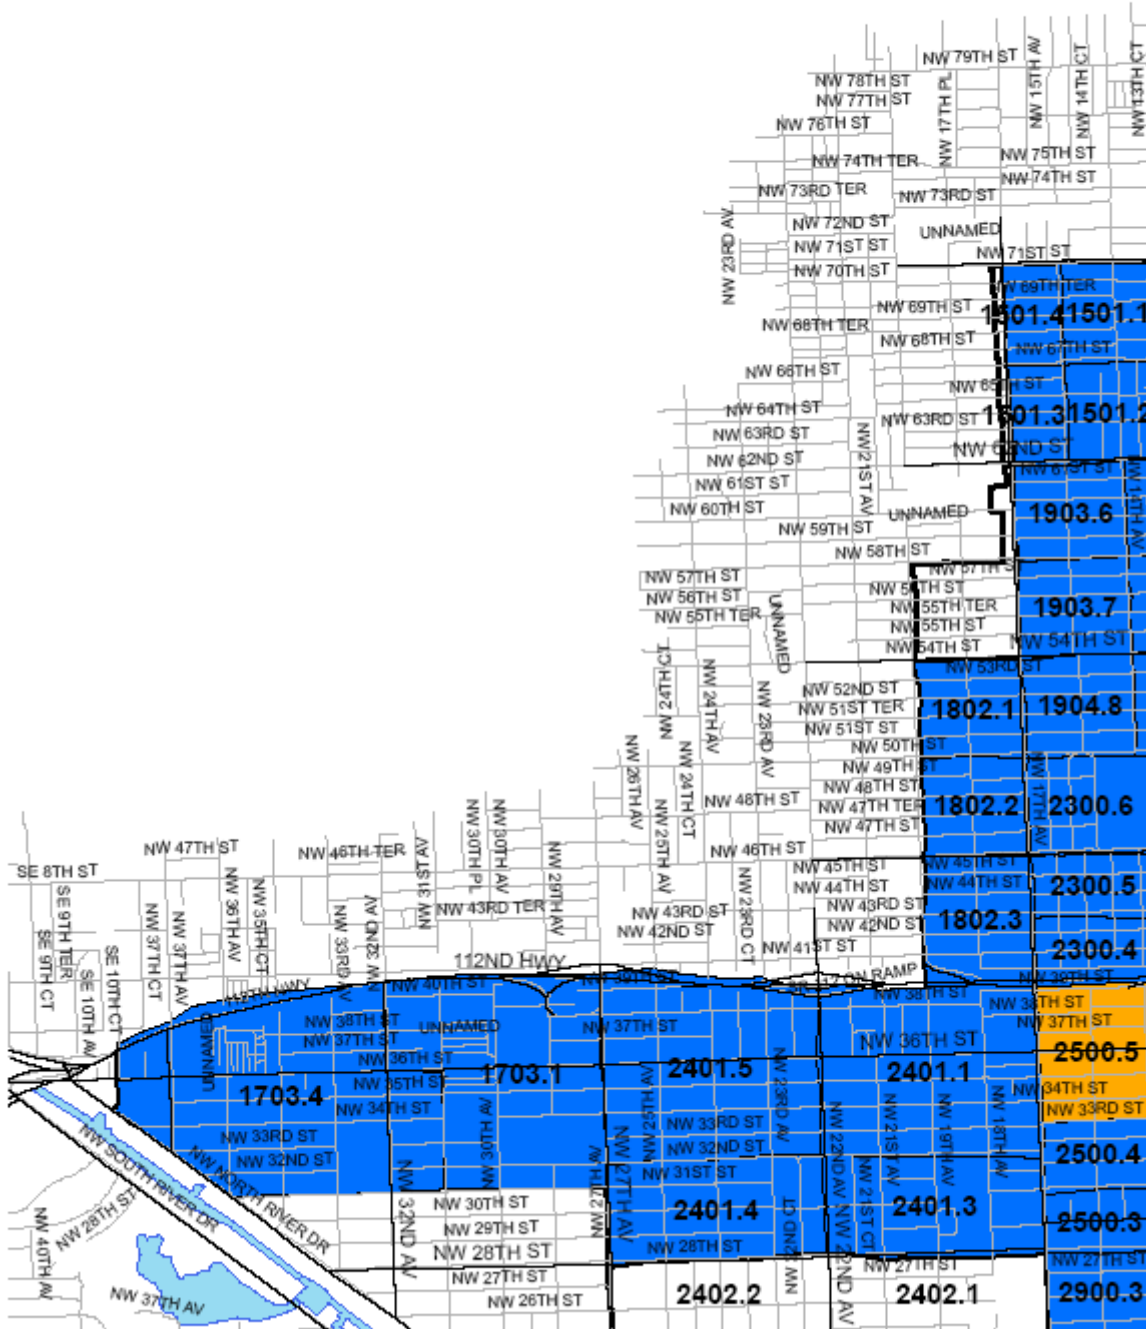 NW 79TH ST
NW 15TH AV
NW 14TH CT
NW 13TH CT
NW 78TH ST
NW 77TH ST
NW 17TH PL
NW 76TH ST
NW 75TH ST
NW 74TH TER
NW 74TH ST
NW 73RD TER
NW 73RD ST
NW 23RD AV
NW 72ND ST
UNNAMED
NW 71ST ST
NW 71ST ST
NW 70TH ST
NW 69TH TER
NW 69TH ST
1501.4
1501.1
NW 68TH TER
NW 68TH ST
NW 67TH ST
NW 66TH ST
NW 65TH ST
NW 64TH ST
NW 63RD ST
1501.3
1501.2
NW 63RD ST
NW 21ST AV
NW 62ND ST
NW 62ND ST
NW 61ST ST
NW 14TH AV
NW 60TH ST
UNNAMED
1903.6
NW 59TH ST
NW 58TH ST
NW 57TH S
NW 57TH ST
NW 56TH ST
NW 56TH ST
NW 55TH TER
1903.7
NW 55TH TER
UNNAMED
NW 55TH ST
NW 54TH ST
NW 54TH ST
NW 53RD ST
NW 24TH CT
NW 24TH AV
NW 23RD AV
NW 52ND ST
NW 51ST TER
1802.1
1904.8
NW 51ST ST
NW 50TH ST
NW 26TH AV
NW 24TH CT
NW 49TH ST
NW 48TH ST
NW 48TH ST
NW 47TH TER
1802.2
NW 17TH AV
2300.6
NW 47TH ST
NW 25TH AV
NW 47TH ST
NW 46TH TER
NW 31ST AV
NW 30TH PL
NW 30TH AV
NW 29TH AV
NW 46TH ST
SE 8TH ST
NW 45TH ST
NW 45TH ST
NW 44TH ST
NW 44TH ST
2300.5
SE 9TH TER
SE 9TH CT
SE 10TH AV
SE 10TH CT
NW 37TH CT
NW 37TH AV
NW 36TH AV
NW 35TH CT
NW 33RD AV
NW 32ND AV
NW 43RD TER
NW 43RD ST
NW 23RD CT
NW 43RD ST
NW 42ND ST
NW 42ND ST
1802.3
NW 41ST ST
2300.4
112ND HWY
112TH HWY
NW 40TH ST
NW 39TH ST
NW 38TH ST
NW 38TH ST
UNNAMED
NW 38TH ST
UNNAMED
NW 37TH ST
NW 37TH ST
NW 37TH ST
NW 36TH ST
NW 36TH ST
2500.5
1703.4
NW 35TH ST
1703.1
2401.5
2401.1
NW 34TH ST
NW 34TH ST
NW 33RD ST
NW 30TH AV
NW 25TH AV
NW 23RD AV
NW 21ST AV
NW 19TH AV
NW 18TH AV
NW 33RD ST
NW 33RD ST
NW 32ND ST
NW 32ND ST
2500.4
NW 31ST ST
NW SOUTH RIVER DR
NW NORTH RIVER DR
NW 32ND AV
NW 27TH AV
NW 27TH AV
NW 22ND CT
NW 22ND AV
NW 22ND AV
NW 21ST CT
NW 30TH ST
2401.4
2401.3
2500.3
NW 28TH ST
NW 40TH AV
NW 29TH ST
NW 28TH ST
NW 28TH ST
NW 27TH ST
NW 27TH ST
NW 27TH ST
NW 37TH AV
NW 26TH ST
2402.2
2402.1
2900.3